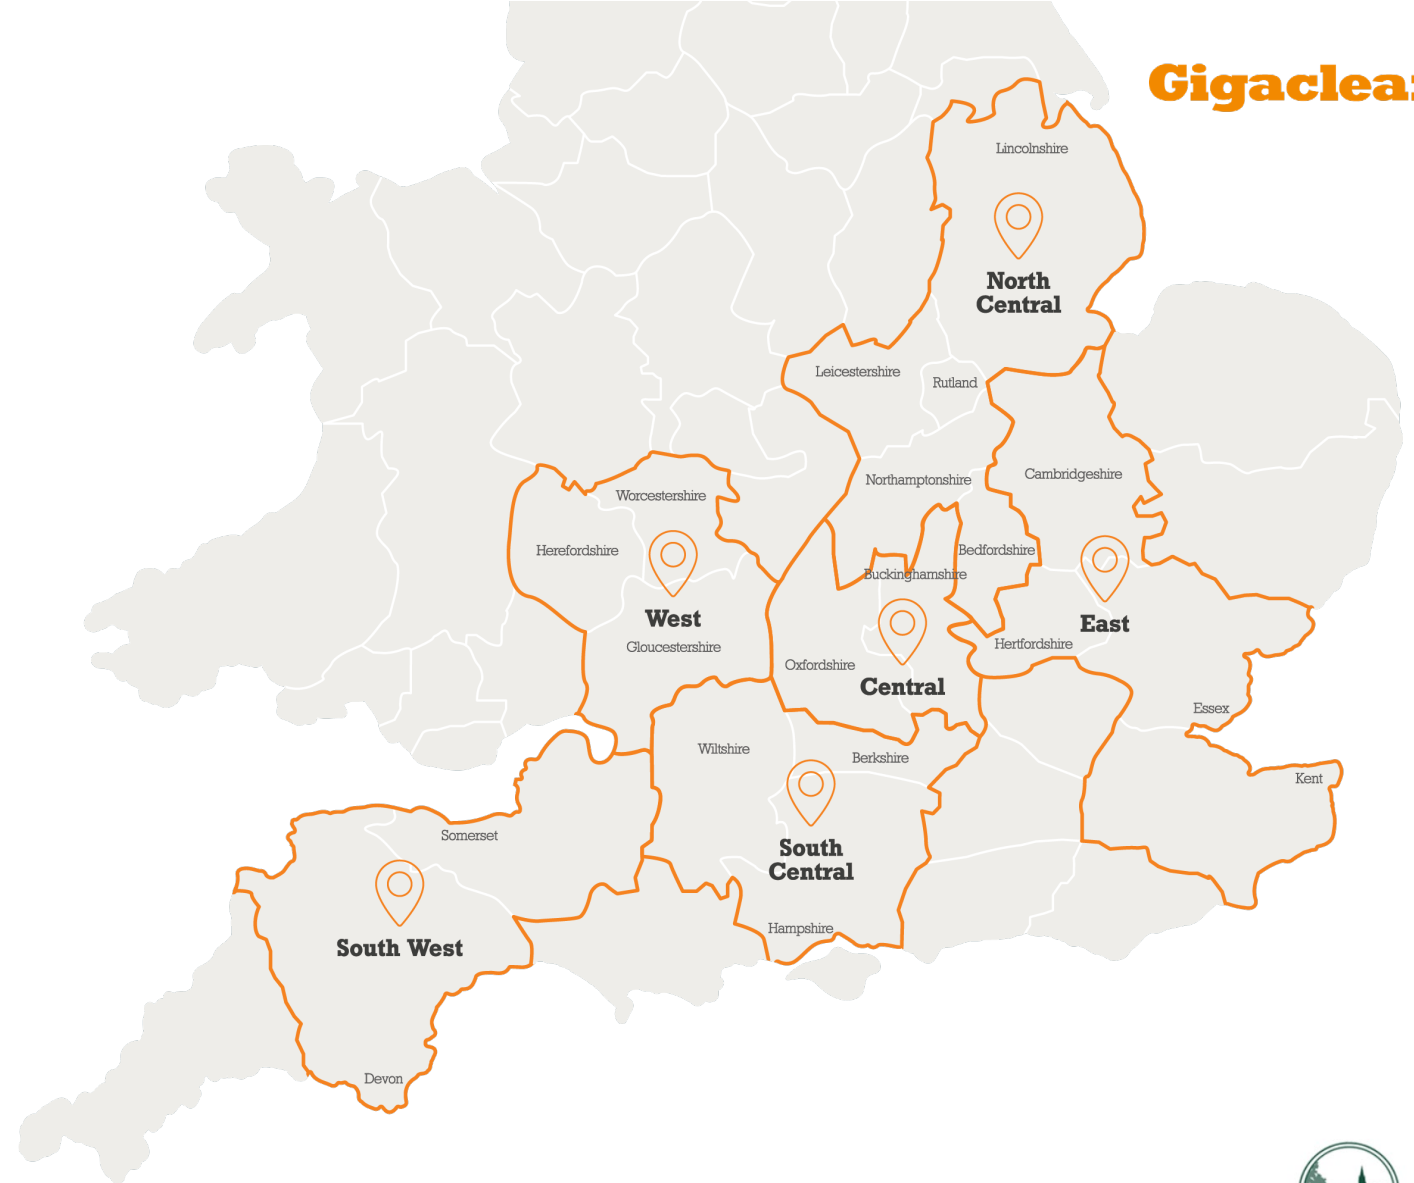 Gigaclear
Lincolnshire
North
Central
Leicestershire
Rutland
Northamptonshire
Cambridgeshire
Worcestershire
Herefordshire
Bedfordshire
Buckinghamshire
West
East
Gloucestershire
Hertfordshire
Oxfordshire
Central
Essex
Wiltshire
Berkshire
Kent
Somerset
South
Central
Hampshire
South West
Devon